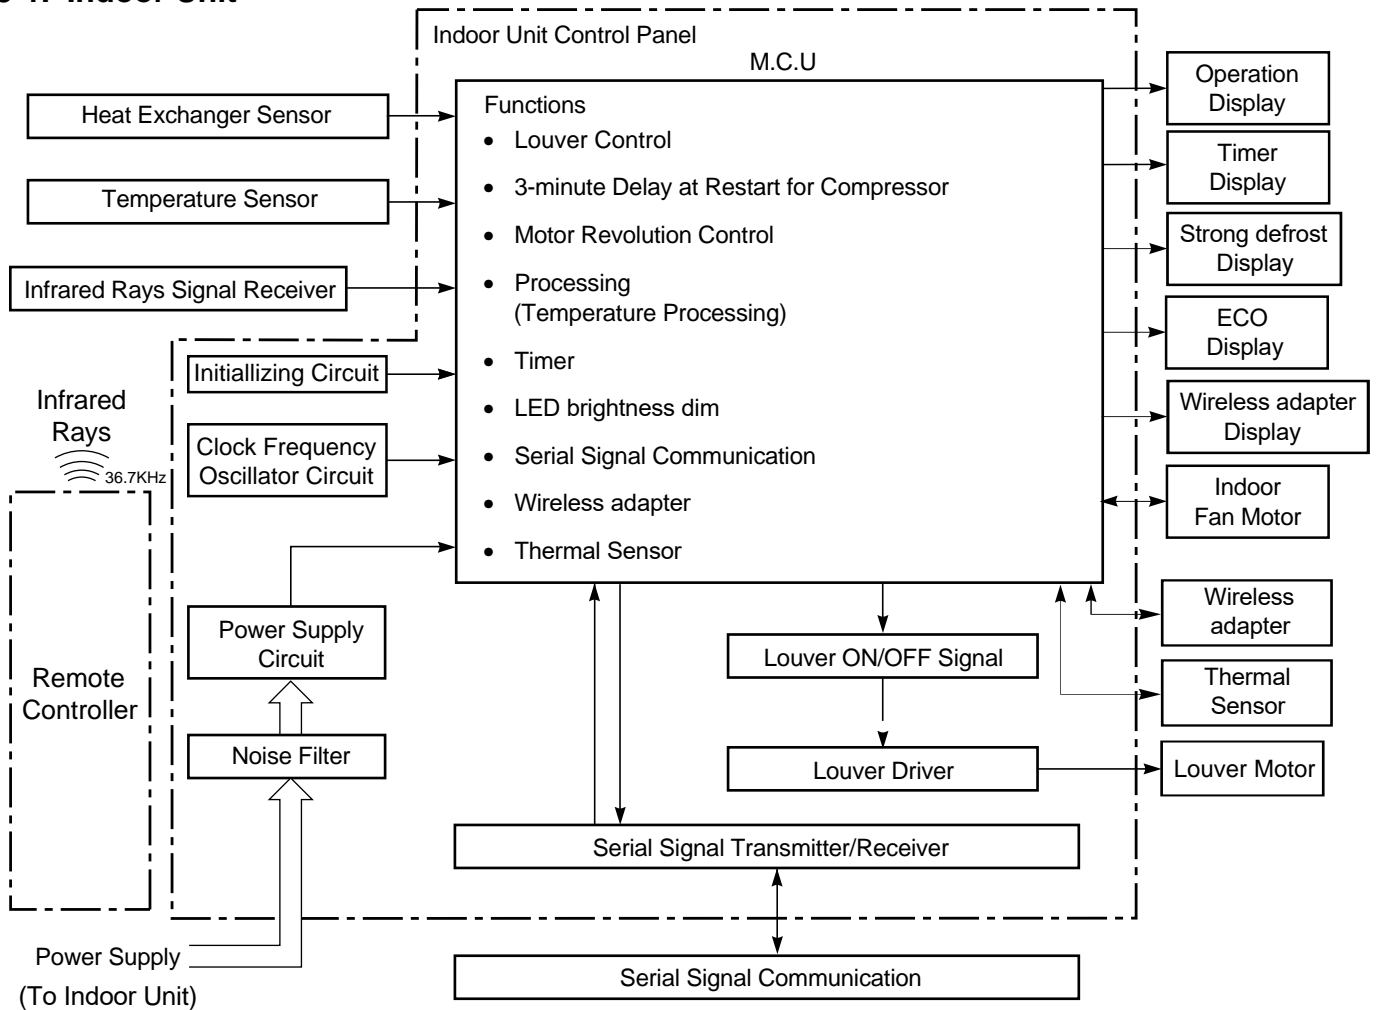 Indoor Unit
Indoor Unit Control Panel
M.C.U
Functions
• Louver Control
• 3-minute Delay at Restart for Compressor
• Motor Revolution Control
• Processing
(Temperature Processing)
• Timer
• LED brightness dim
• Serial Signal Communication
• Wireless adapter
• Thermal Sensor
Heat Exchanger Sensor
Temperature Sensor
Infrared Rays Signal Receiver
Initiallizing Circuit
Clock Frequency
Oscillator Circuit
Power Supply
Circuit
Noise Filter
Infrared
Rays
36.7KHz
Remote
Controller
Power Supply
(To Indoor Unit)
Operation
Display
Timer
Display
Strong defrost
Display
ECO
Display
Wireless adapter
Display
Indoor
Fan Motor
Wireless
adapter
Thermal
Sensor
Louver ON/OFF Signal
Louver Driver
Louver Motor
Serial Signal Transmitter/Receiver
Serial Signal Communication